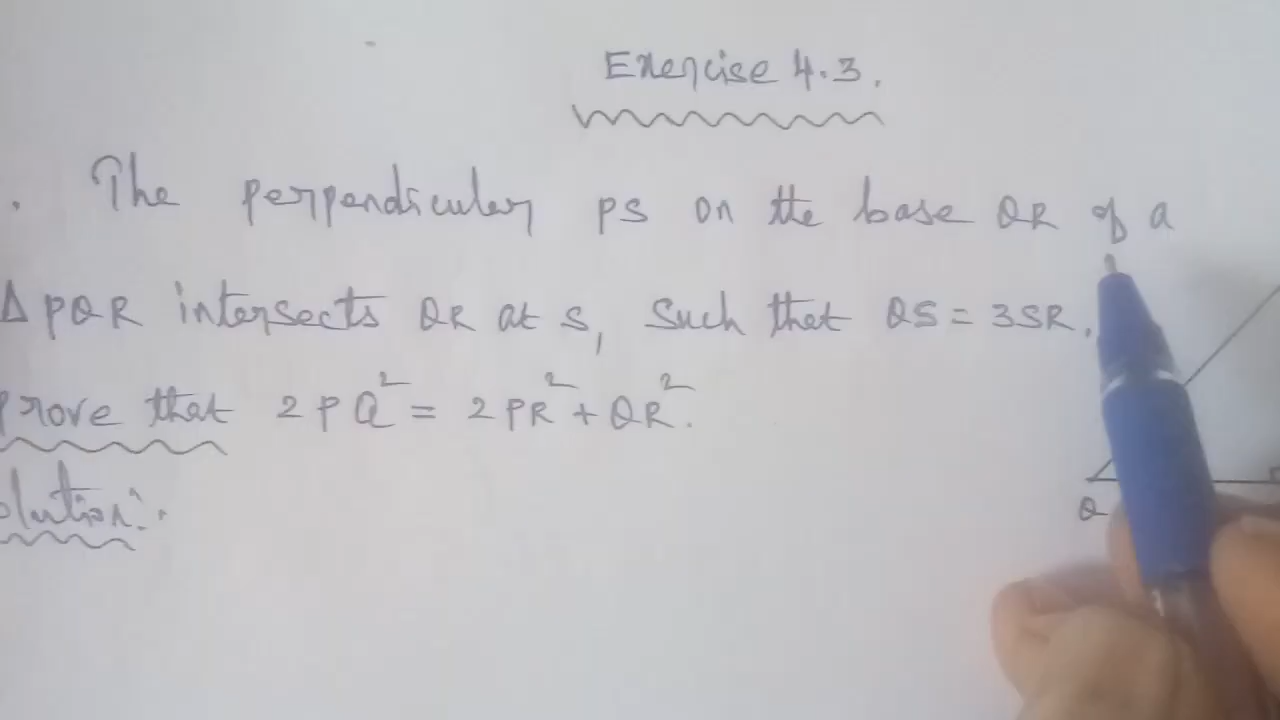 Exercise 4.3.
. The perpendicular PS on the base QR of a
Δ PQR intersects QR at S, Such that QS = 3SR.
prove that 2PQ² = 2PR² + QR².
olution:.
Q